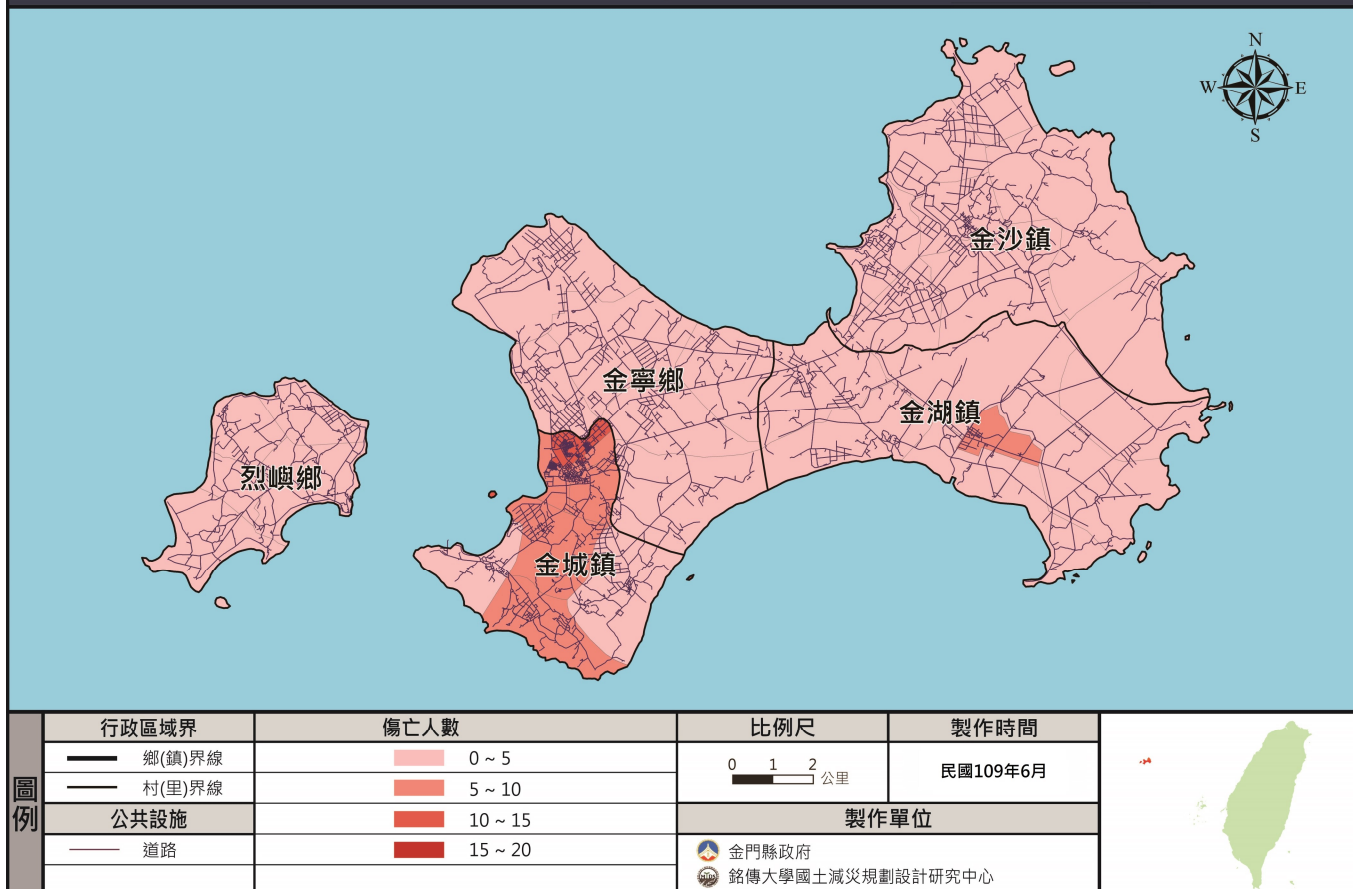 N
W
E
S
金沙鎮
金寧鄉
金湖鎮
烈嶼鄉
金城鎮
圖例
行政區域界
鄉(鎮)界線
村(里)界線
公共設施
道路
傷亡人數
0 ~ 5
5 ~ 10
10 ~ 15
15 ~ 20
比例尺
0 1 2 公里
製作時間
民國109年6月
製作單位
金門縣政府
銘傳大學國土減災規劃設計研究中心